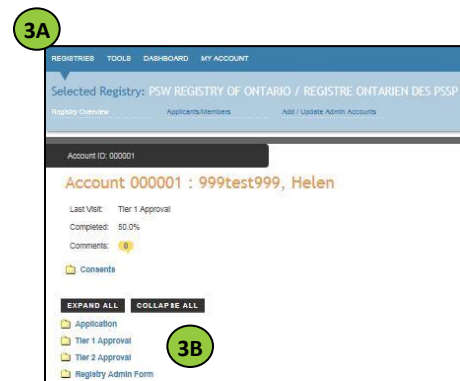 3A
REGISTRIES TOOLS DASHBOARD MY ACCOUNT
Selected Registry: PSW REGISTRY OF ONTARIO / REGISTRE ONTARIEN DES PSSP
Registry Overview Applicants/Members Add / Update Admin Accounts
Account ID: 000001
Account 000001 : 999test999, Helen
Last Visit: Tier 1 Approval
Completed: 50.0%
Comments: 0
Consents
EXPAND ALL COLLAPSE ALL
Application
Tier 1 Approval
3B
Tier 2 Approval
Registry Admin Form